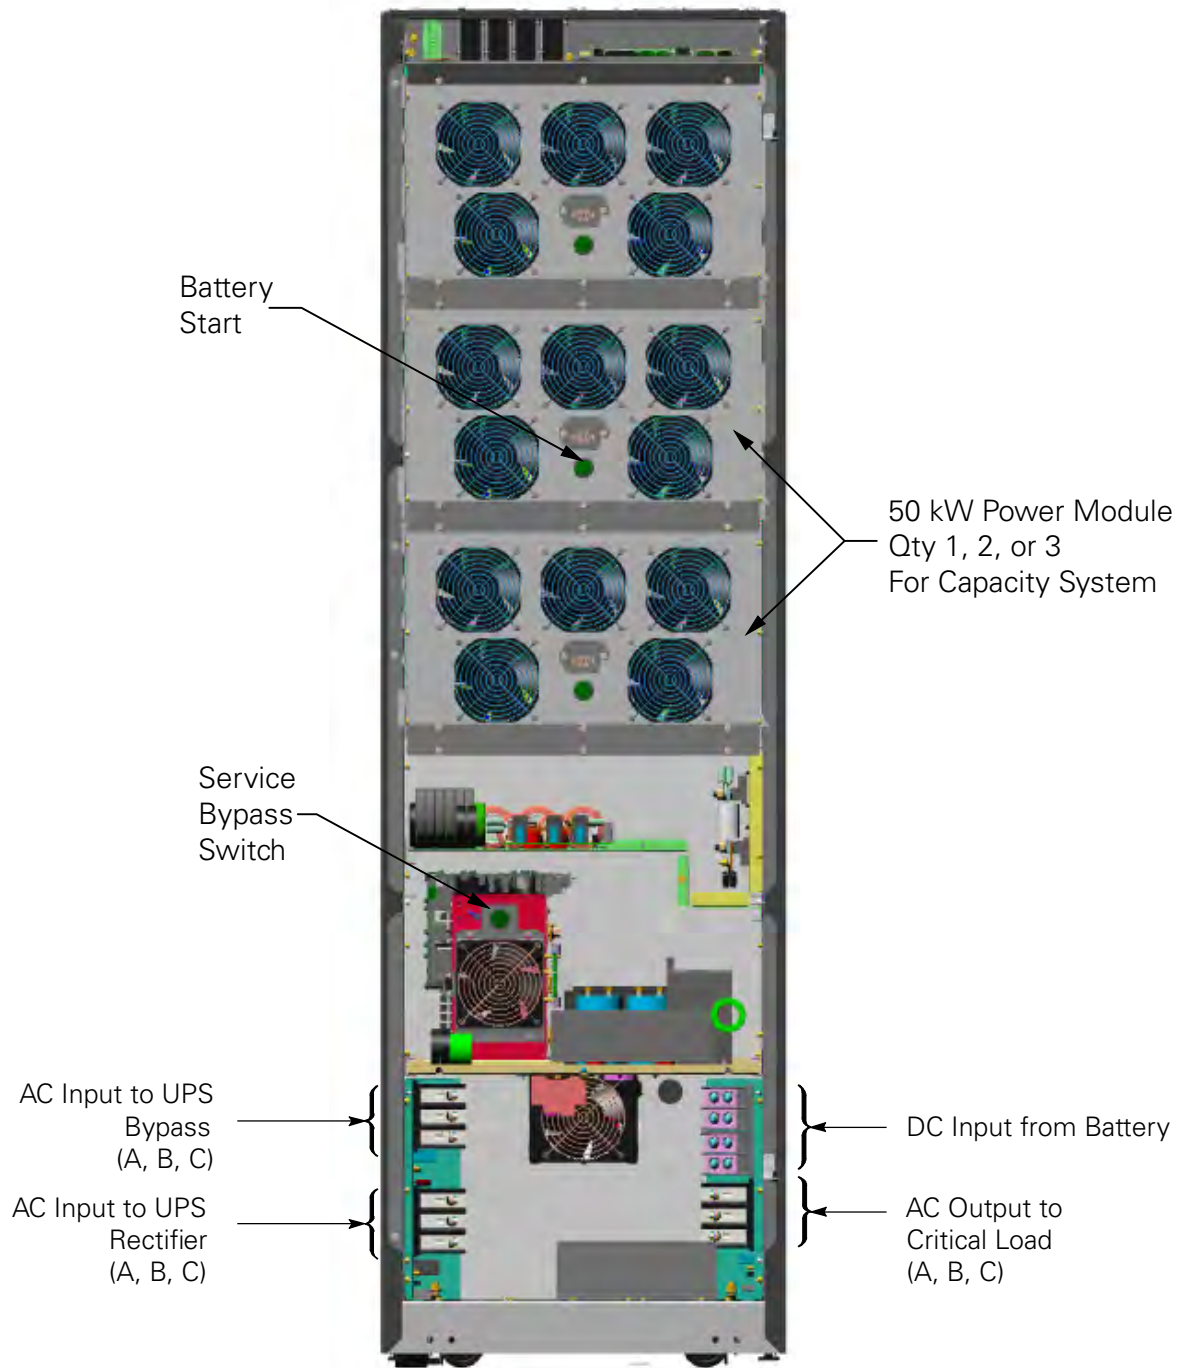 Battery
Start
50 kW Power Module
Qty 1, 2, or 3
For Capacity System
Service
Bypass
Switch
AC Input to UPS
Bypass
(A, B, C)
DC Input from Battery
AC Input to UPS
Rectifier
(A, B, C)
AC Output to
Critical Load
(A, B, C)